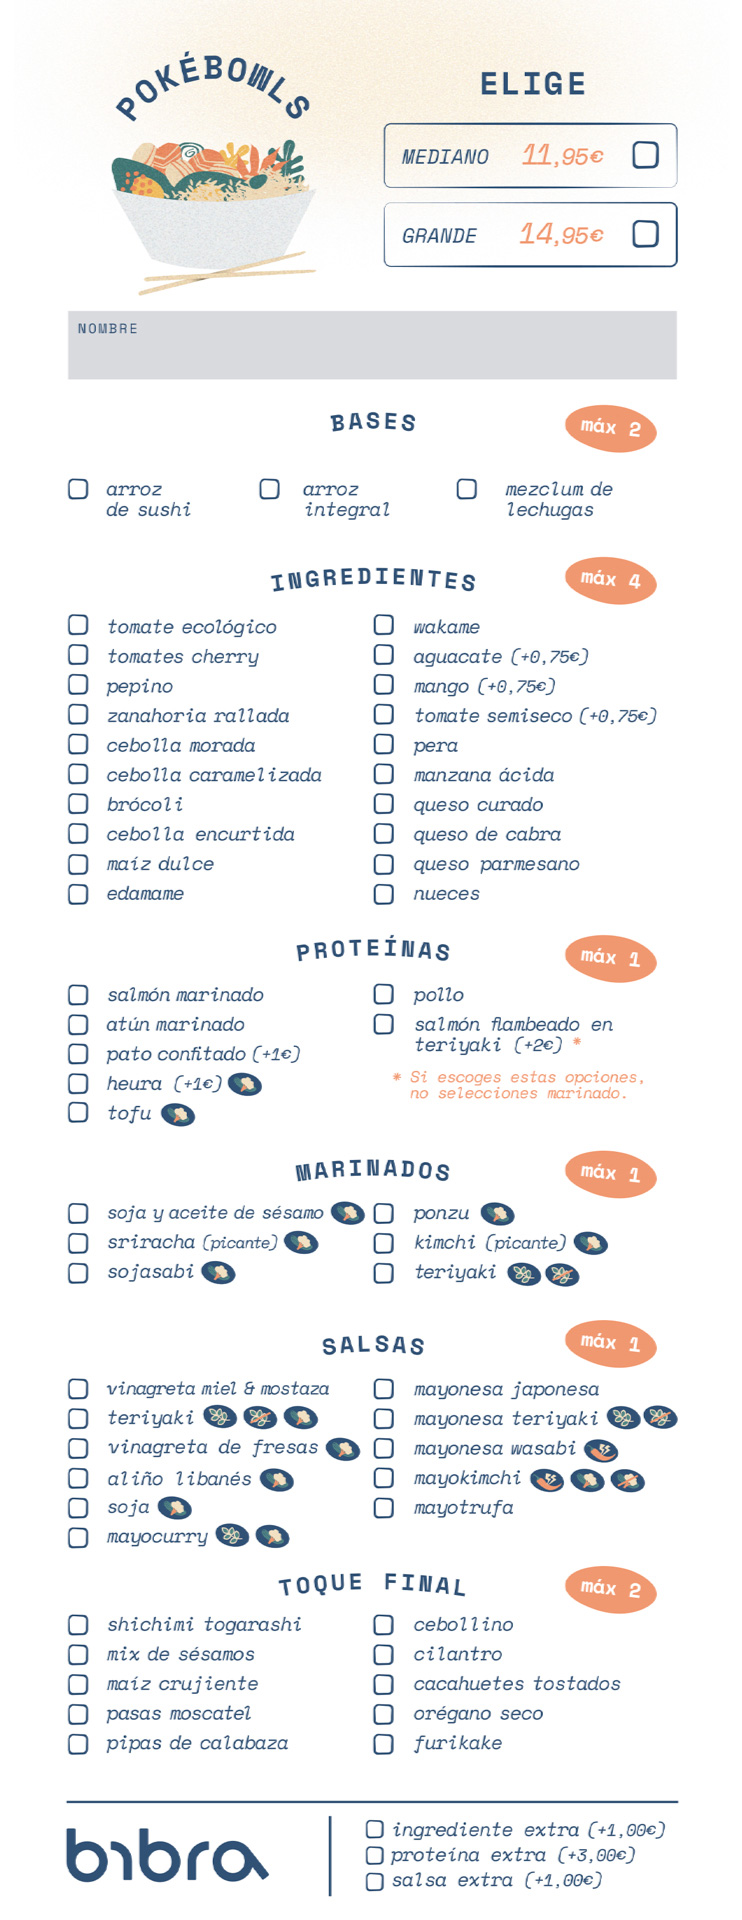 POKÉBOWLS
ELIGE
MEDIANO 11,95€
GRANDE 14,95€
NOMBRE
BASES máx 2
arroz
de sushi
arroz
integral
mezclum de
lechugas
INGREDIENTES máx 4
tomate ecológico
tomates cherry
pepino
zanahoria rallada
cebolla morada
cebolla caramelizada
brócoli
cebolla encurtida
maíz dulce
edamame
wakame
aguacate (+0,75€)
mango (+0,75€)
tomate semiseco (+0,75€)
pera
manzana ácida
queso curado
queso de cabra
queso parmesano
nueces
PROTEÍNAS máx 1
salmón marinado
atún marinado
pato confitado (+1€)
heura (+1€)
tofu
pollo
salmón flambeado en
teriyaki (+2€) *
* Si escoges estas opciones,
no selecciones marinado.
MARINADOS máx 1
soja y aceite de sésamo
sriracha (picante)
sojasabi
ponzu
kimchi (picante)
teriyaki
SALSAS máx 1
vinagreta miel & mostaza
teriyaki
vinagreta de fresas
aliño libanés
soja
mayocurry
mayonesa japonesa
mayonesa teriyaki
mayonesa wasabi
mayokimchi
mayotrufa
TOQUE FINAL máx 2
shichimi togarashi
mix de sésamos
maíz crujiente
pasas moscatel
pipas de calabaza
cebollino
cilantro
cacahuetes tostados
orégano seco
furikake
bibra
ingrediente extra (+1,00€)
proteína extra (+3,00€)
salsa extra (+1,00€)